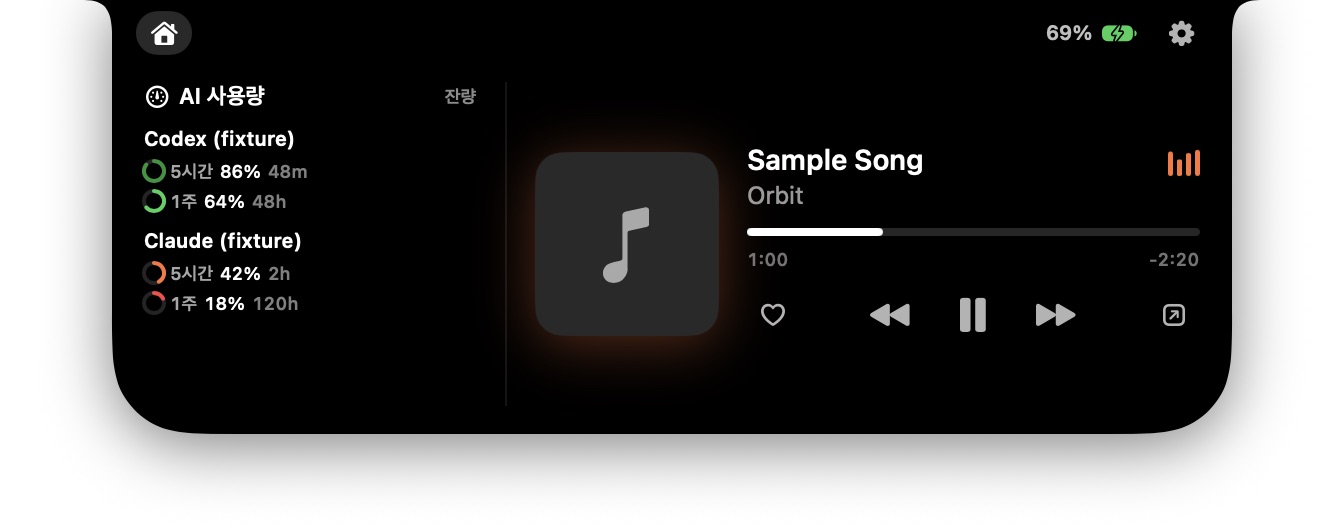 69%
AI 사용량 잔량
Codex (fixture)
5시간 86% 48m
1주 64% 48h
Claude (fixture)
5시간 42% 2h
1주 18% 120h
Sample Song
Orbit
1:00 -2:20